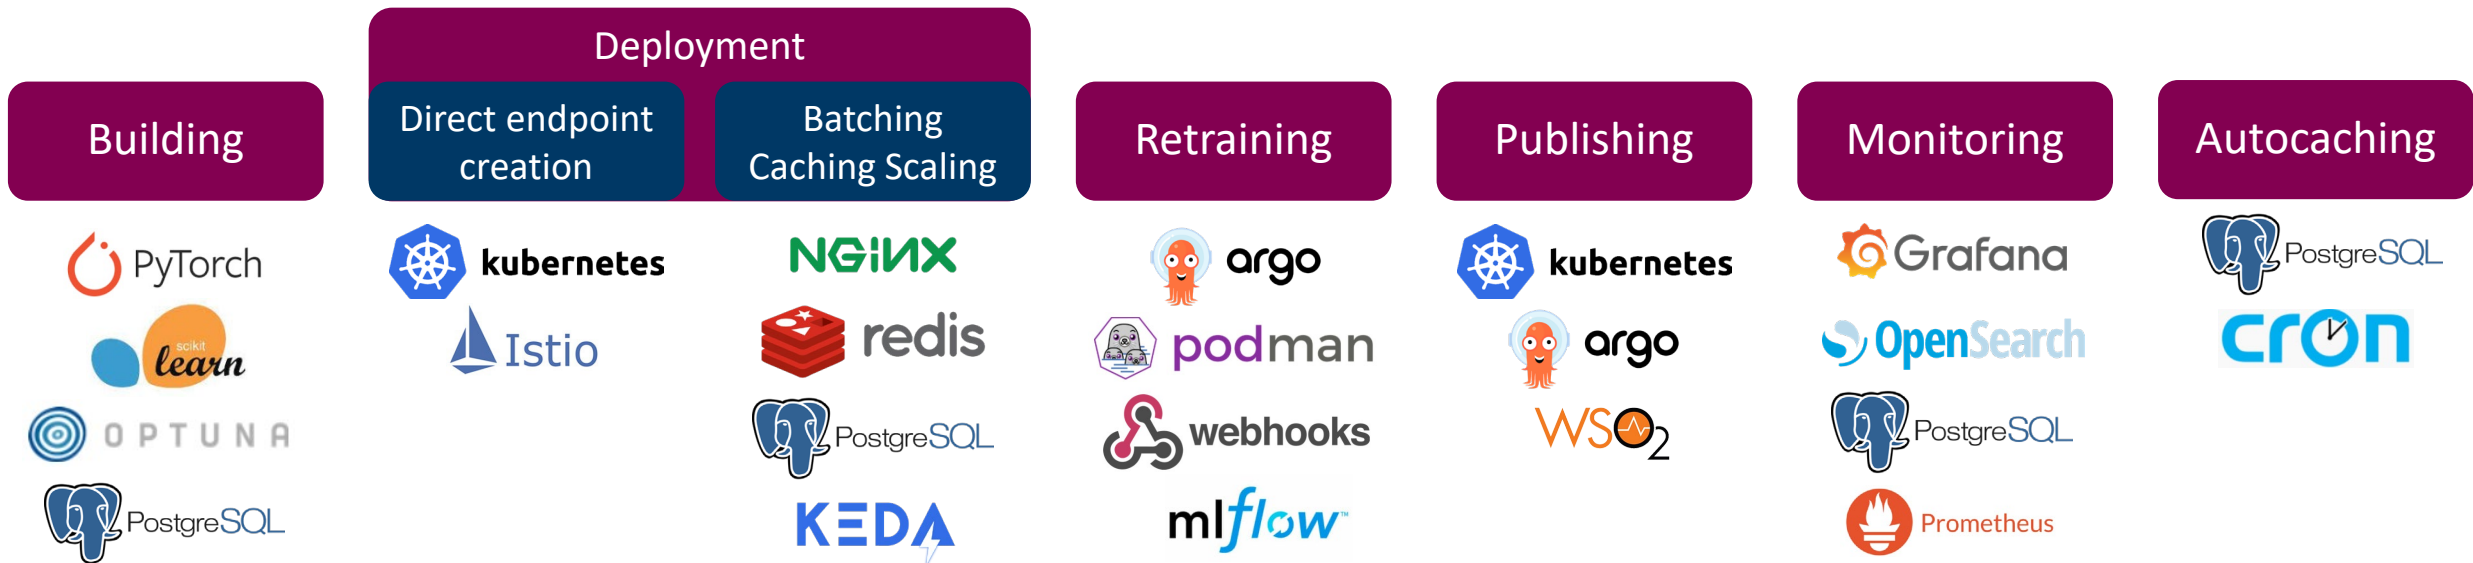 Deployment
Building
Direct endpoint
creation
Batching
Caching Scaling
Retraining
Publishing
Monitoring
Autocaching
PyTorch
scikit
learn
OPTUNA
PostgreSQL
kubernetes
Istio
NGINX
redis
PostgreSQL
KEDA
argo
podman
webhooks
mlflow™
kubernetes
argo
WSO2
Grafana
OpenSearch
PostgreSQL
Prometheus
PostgreSQL
cron